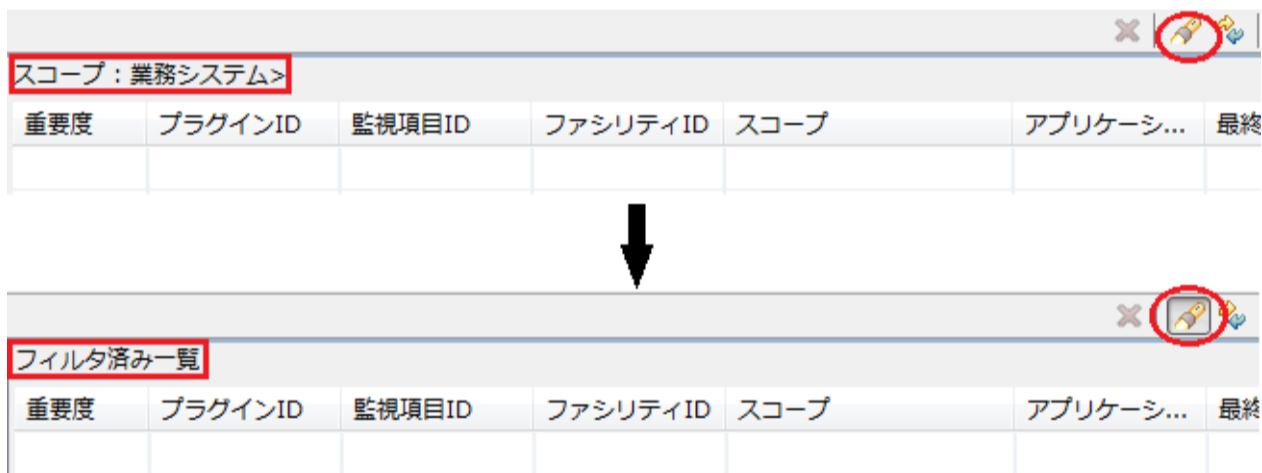 スコープ：業務システム>
重要度 プラグインID 監視項目ID ファシリティID スコープ アプリケーシ... 最終
フィルタ済み一覧
重要度 プラグインID 監視項目ID ファシリティID スコープ アプリケーシ... 最終